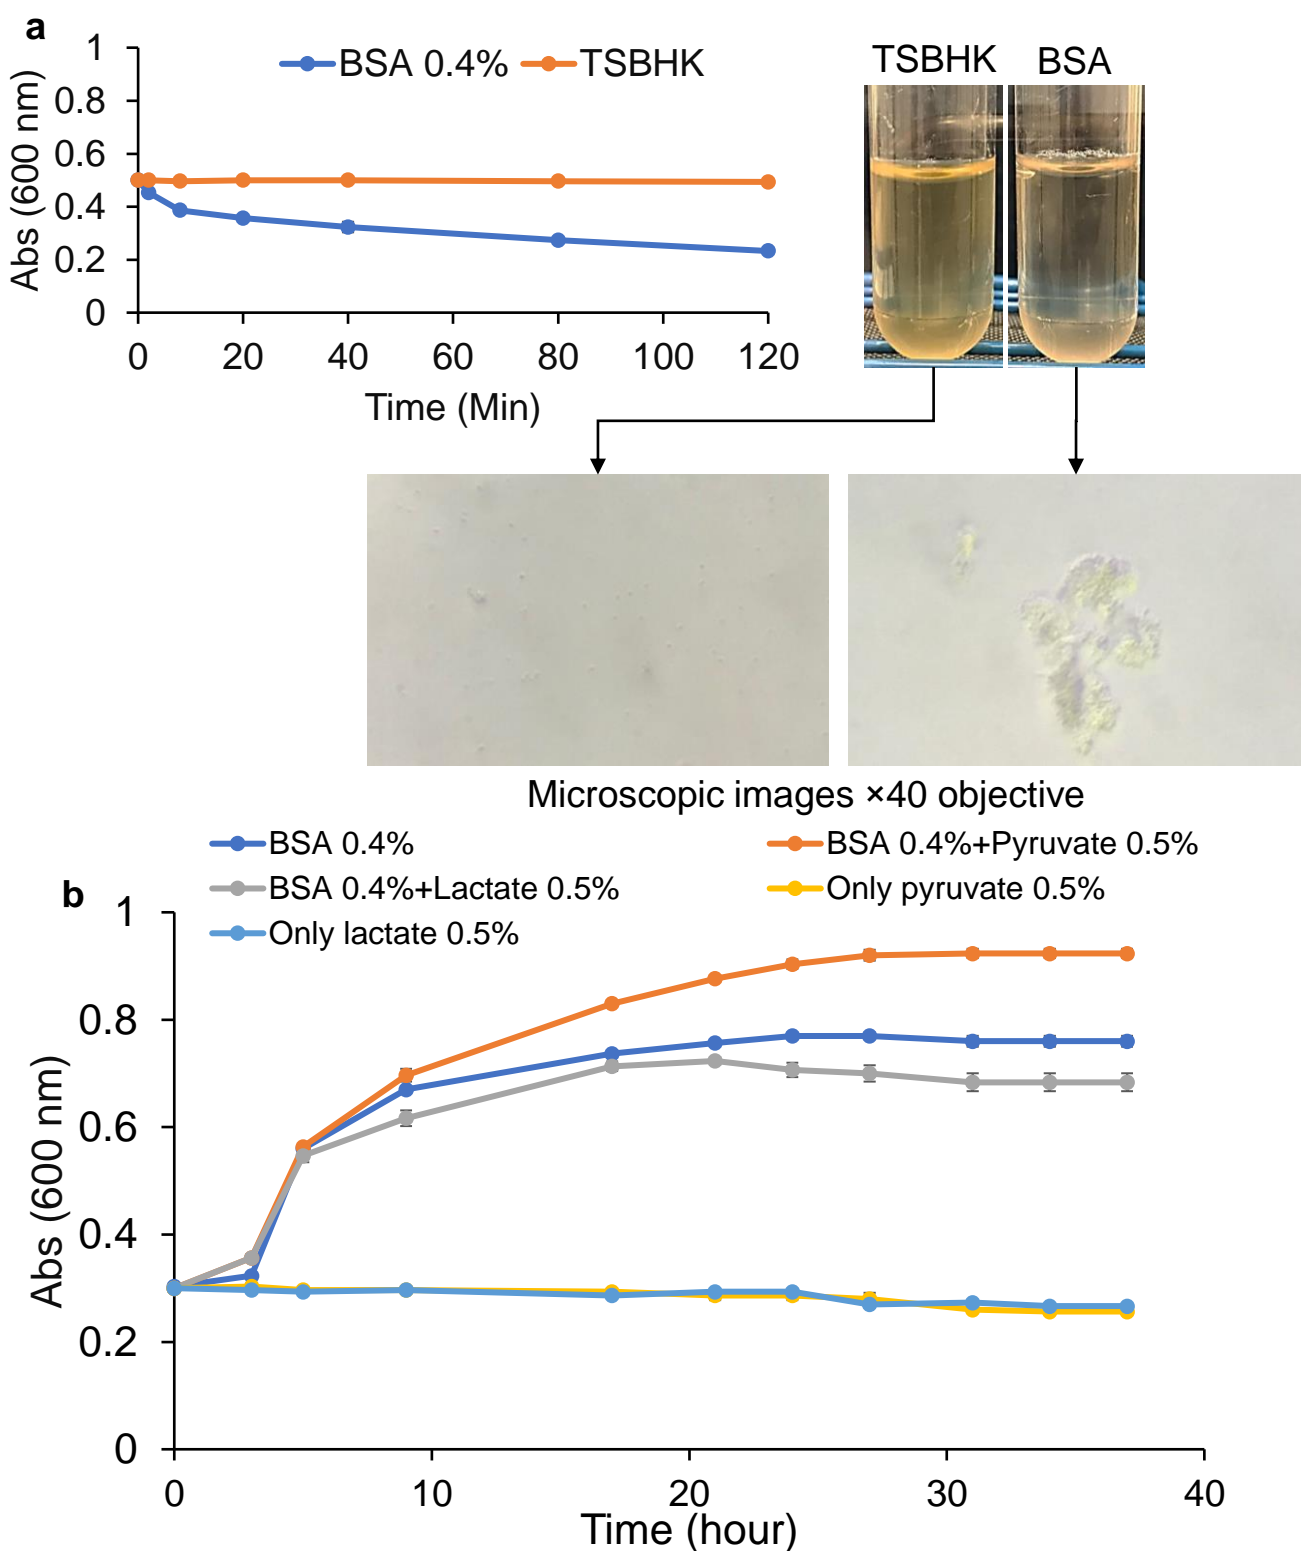 a
BSA 0.4% TSBHK
TSBHK BSA
Abs (600 nm)
1
0.8
0.6
0.4
0.2
0
0 20 40 60 80 100 120
Time (Min)
Microscopic images ×40 objective
b
BSA 0.4% BSA 0.4%+Pyruvate 0.5%
BSA 0.4%+Lactate 0.5% Only pyruvate 0.5%
Only lactate 0.5%
Abs (600 nm)
1
0.8
0.6
0.4
0.2
0
0 10 20 30 40
Time (hour)